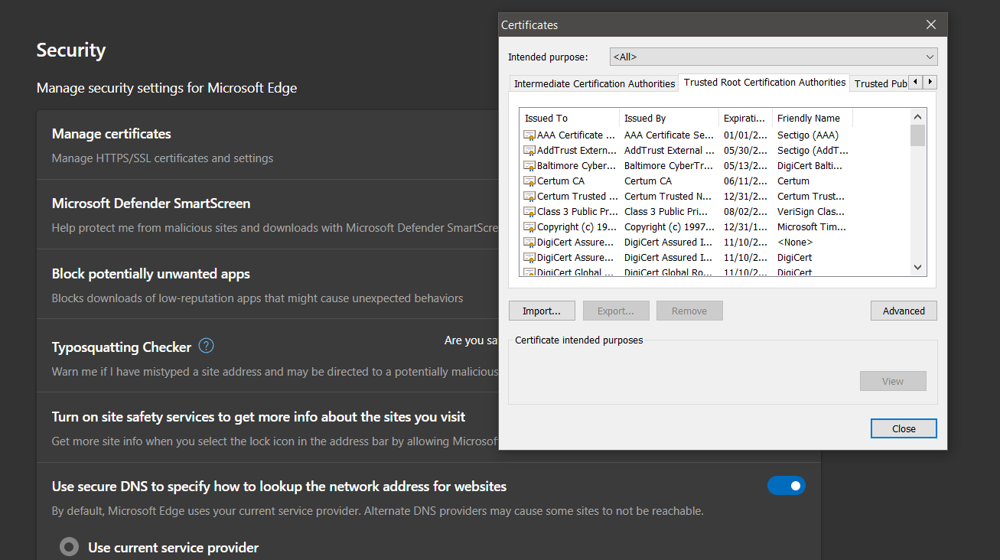 Security
Manage security settings for Microsoft Edge
Manage certificates
Manage HTTPS/SSL certificates and settings
Microsoft Defender SmartScreen
Help protect me from malicious sites and downloads with Microsoft Defender SmartScre
Block potentially unwanted apps
Blocks downloads of low-reputation apps that might cause unexpected behaviors
Typosquatting Checker ?
Are you sa
Warn me if I have mistyped a site address and may be directed to a potentially malicious
Turn on site safety services to get more info about the sites you visit
Get more site info when you select the lock icon in the address bar by allowing Microsof
Use secure DNS to specify how to lookup the network address for websites
By default, Microsoft Edge uses your current service provider. Alternate DNS providers may cause some sites to not be reachable.
Use current service provider
Certificates
Intended purpose: <All>
Intermediate Certification Authorities Trusted Root Certification Authorities Trusted Pub
Issued To Issued By Expirati... Friendly Name
AAA Certificate ... AAA Certificate Se... 01/01/2... Sectigo (AAA)
AddTrust Extern... AddTrust External ... 05/30/2... Sectigo (AddT...
Baltimore Cyber... Baltimore CyberTr... 05/13/2... DigiCert Balti...
Certum CA Certum CA 06/11/2... Certum
Certum Trusted ... Certum Trusted N... 12/31/2... Certum Trust...
Class 3 Public Pr... Class 3 Public Pri... 08/02/2... VeriSign Clas...
Copyright (c) 19... Copyright (c) 1997... 12/31/1... Microsoft Tim...
DigiCert Assure... DigiCert Assured I... 11/10/2... <None>
DigiCert Assure... DigiCert Assured I... 11/10/2... DigiCert
DigiCert Global ... DigiCert Global Ro... 11/10/2... DigiCert
Import... Export... Remove Advanced
Certificate intended purposes
View
Close